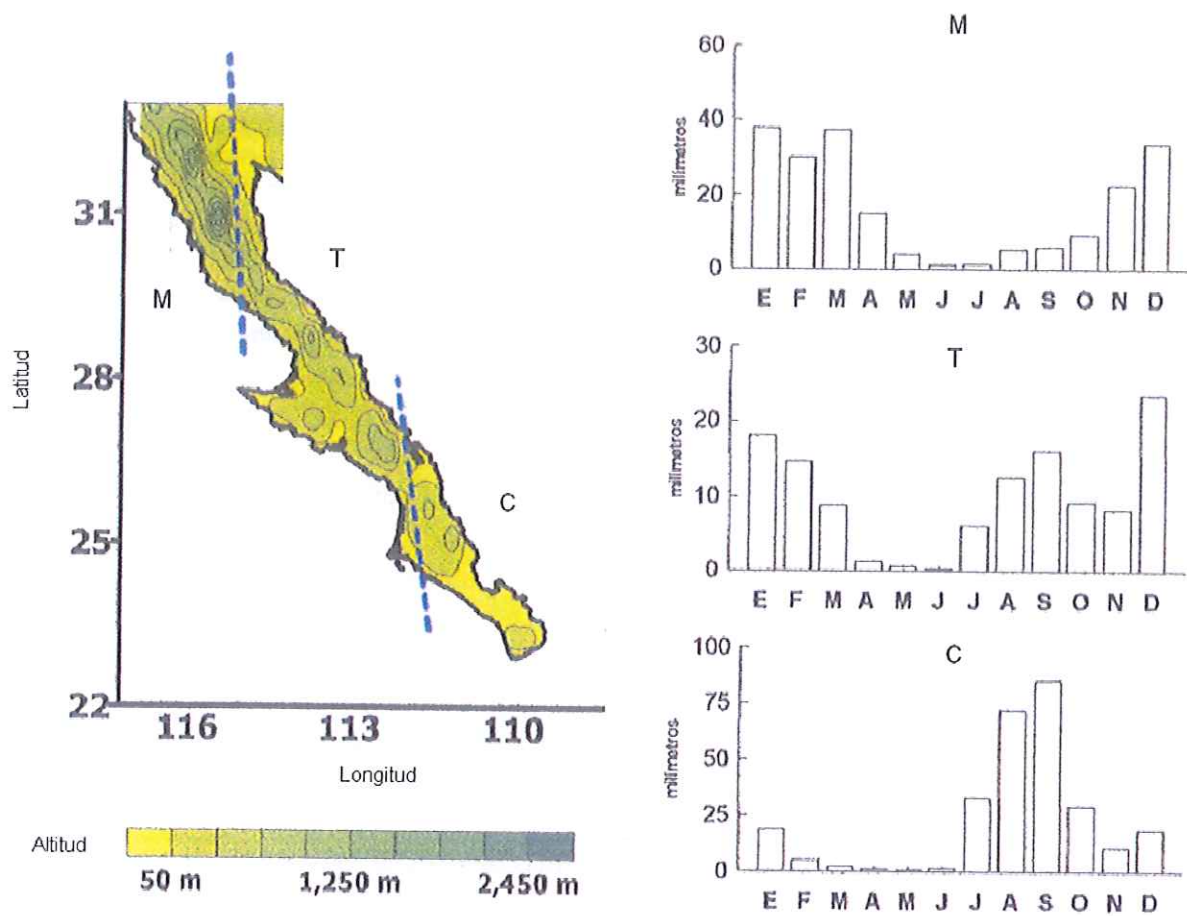 Latitud
31
28
25
22
M
T
C
116 113 110
Longitud
Altitud
50 m 1,250 m 2,450 m
M
milímetros
60
40
20
0
E F M A M J J A S O N D
T
milímetros
30
20
10
0
E F M A M J J A S O N D
C
milímetros
100
75
50
25
0
E F M A M J J A S O N D